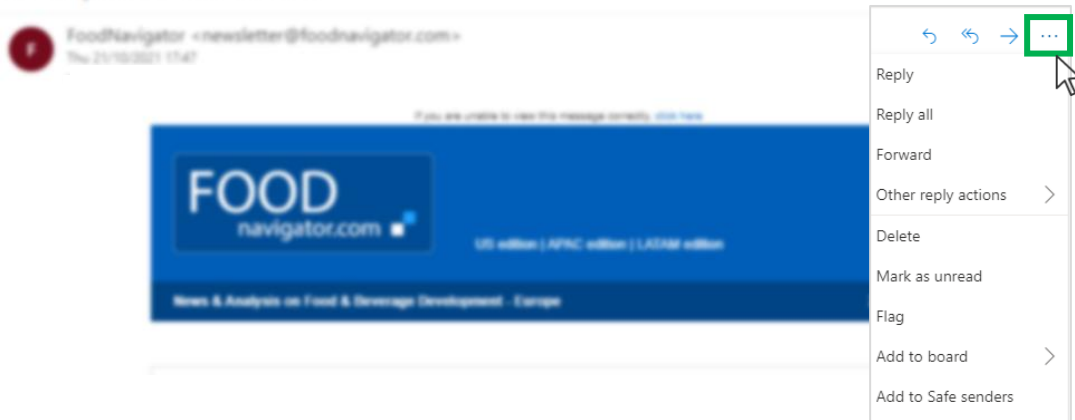 F
FoodNavigator <newsletter@foodnavigator.com>
Thu 21/10/2021 17:47
If you are unable to view this message correctly, click here
FOOD
navigator.com
US edition | APAC edition | LATAM edition
News & Analysis on Food & Beverage Development - Europe
...
Reply
Reply all
Forward
Other reply actions
Delete
Mark as unread
Flag
Add to board
Add to Safe senders